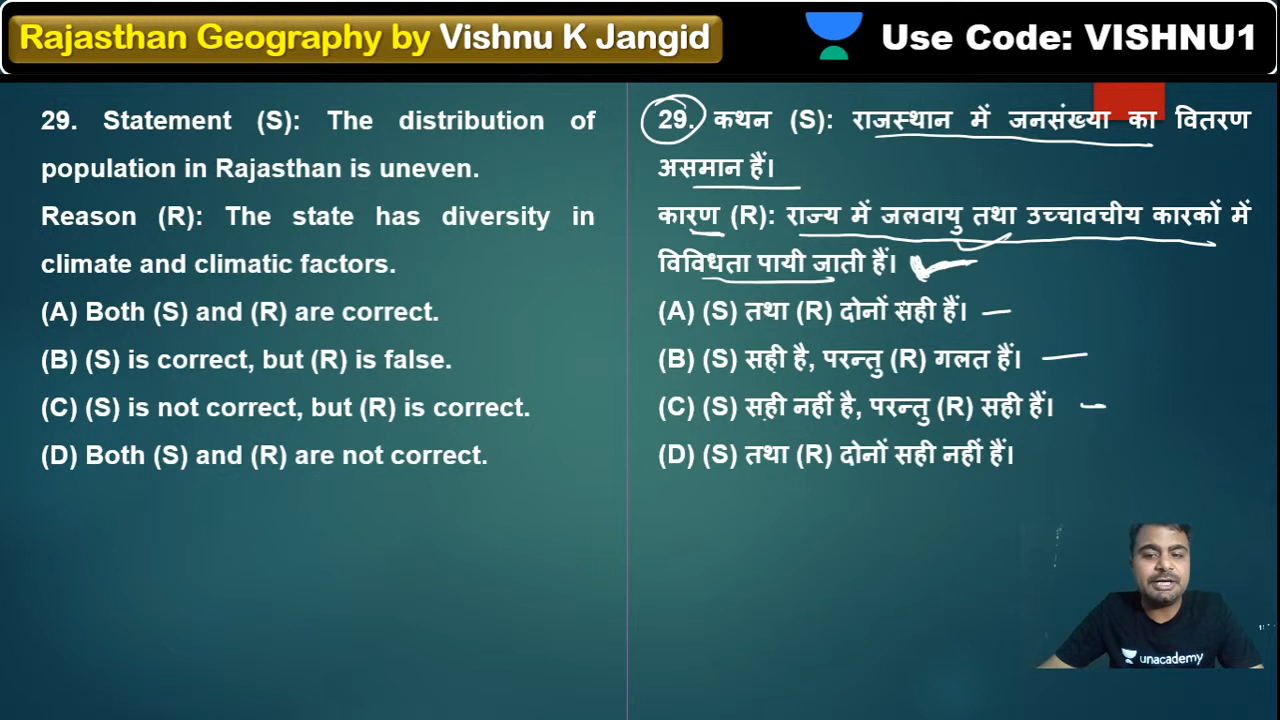 Rajasthan Geography by Vishnu K Jangid
Use Code: VISHNU1
29. Statement (S): The distribution of
population in Rajasthan is uneven.
Reason (R): The state has diversity in
climate and climatic factors.
(A) Both (S) and (R) are correct.
(B) (S) is correct, but (R) is false.
(C) (S) is not correct, but (R) is correct.
(D) Both (S) and (R) are not correct.
29. कथन (S): राजस्थान में जनसंख्या का वितरण
असमान हैं।
कारण (R): राज्य में जलवायु तथा उच्चावचीय कारकों में
विविधता पायी जाती हैं।
(A) (S) तथा (R) दोनों सही हैं।
(B) (S) सही है, परन्तु (R) गलत हैं।
(C) (S) सही नहीं है, परन्तु (R) सही हैं।
(D) (S) तथा (R) दोनों सही नहीं हैं।
unacademy